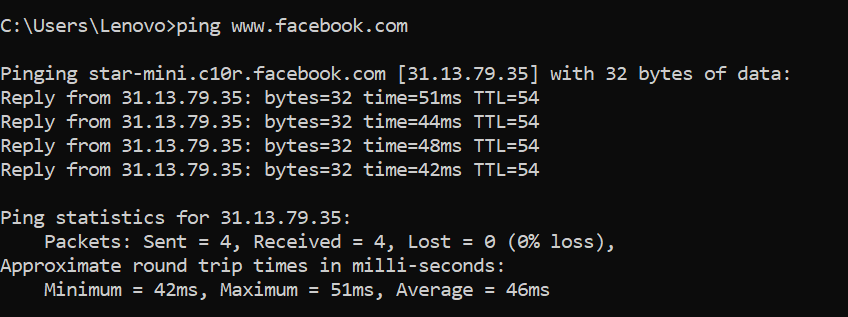 C:\Users\Lenovo>ping www.facebook.com
Pinging star-mini.c10r.facebook.com [31.13.79.35] with 32 bytes of data:
Reply from 31.13.79.35: bytes=32 time=51ms TTL=54
Reply from 31.13.79.35: bytes=32 time=44ms TTL=54
Reply from 31.13.79.35: bytes=32 time=48ms TTL=54
Reply from 31.13.79.35: bytes=32 time=42ms TTL=54
Ping statistics for 31.13.79.35:
    Packets: Sent = 4, Received = 4, Lost = 0 (0% loss),
Approximate round trip times in milli-seconds:
    Minimum = 42ms, Maximum = 51ms, Average = 46ms